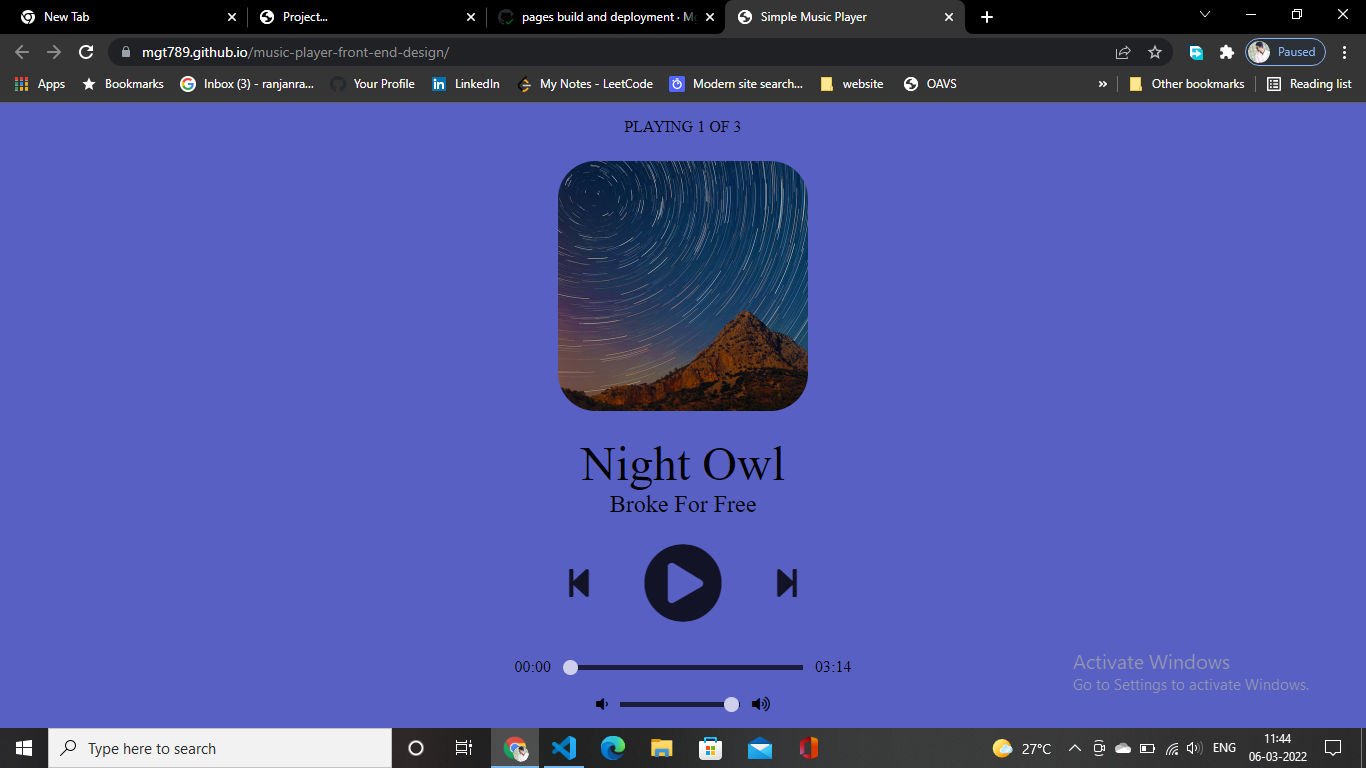 New Tab
Project...
pages build and deployment · M
Simple Music Player
mgt789.github.io/music-player-front-end-design/
Paused
Apps
Bookmarks
Inbox (3) - ranjanra...
Your Profile
LinkedIn
My Notes - LeetCode
Modern site search...
website
OAVS
»
Other bookmarks
Reading list
PLAYING 1 OF 3
Night Owl
Broke For Free
00:00
03:14
Activate Windows
Go to Settings to activate Windows.
Type here to search
27°C
ENG
11:44
06-03-2022